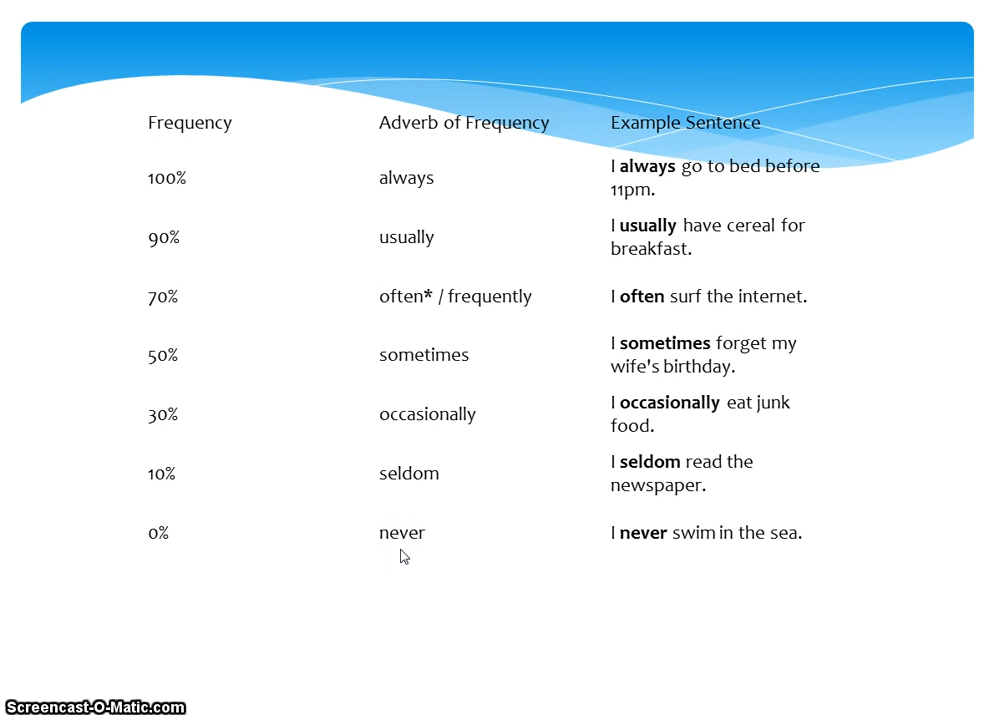 Frequency Adverb of Frequency Example Sentence
100% always I always go to bed before
11pm.
90% usually I usually have cereal for
breakfast.
70% often* / frequently I often surf the internet.
50% sometimes I sometimes forget my
wife's birthday.
30% occasionally I occasionally eat junk
food.
10% seldom I seldom read the
newspaper.
0% never I never swim in the sea.
Screencast-O-Matic.com